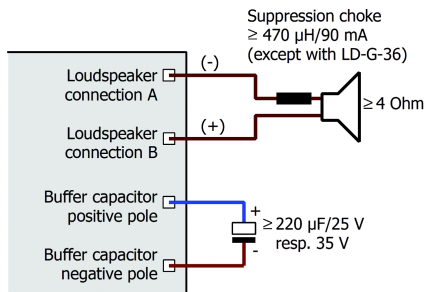 Suppression choke
≥ 470 µH/90 mA
(except with LD-G-36)
Loudspeaker
connection A
(-)
≥ 4 Ohm
Loudspeaker
connection B
(+)
Buffer capacitor
positive pole
+
≥ 220 µF/25 V
resp. 35 V
-
Buffer capacitor
negative pole